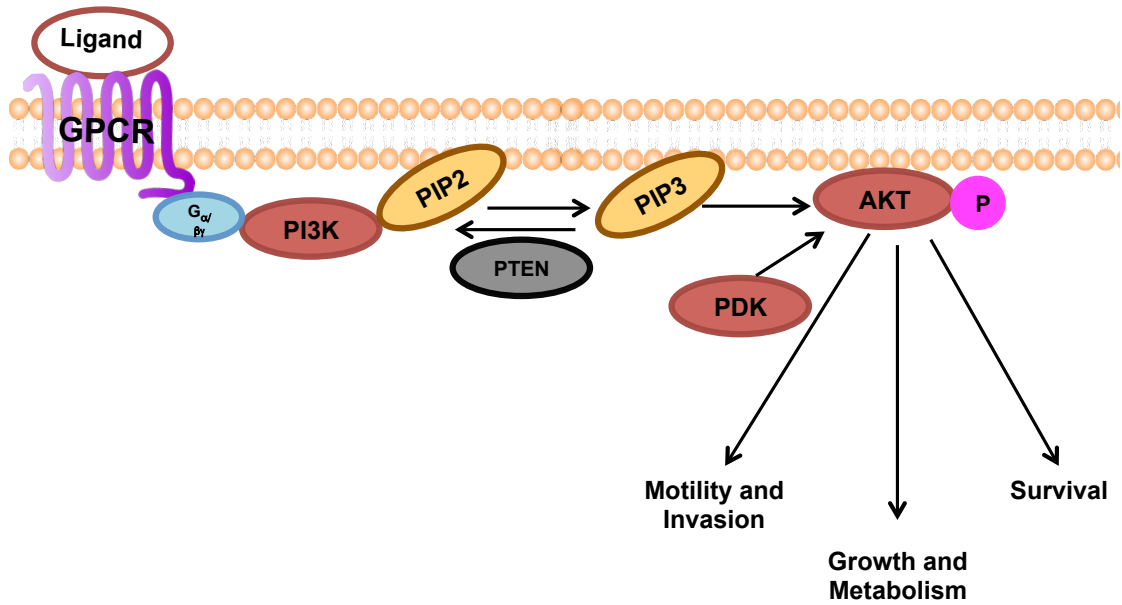 Ligand
GPCR
Gα/
βγ
PI3K
PIP2
PIP3
PTEN
PDK
AKT
P
Motility and
Invasion
Growth and
Metabolism
Survival